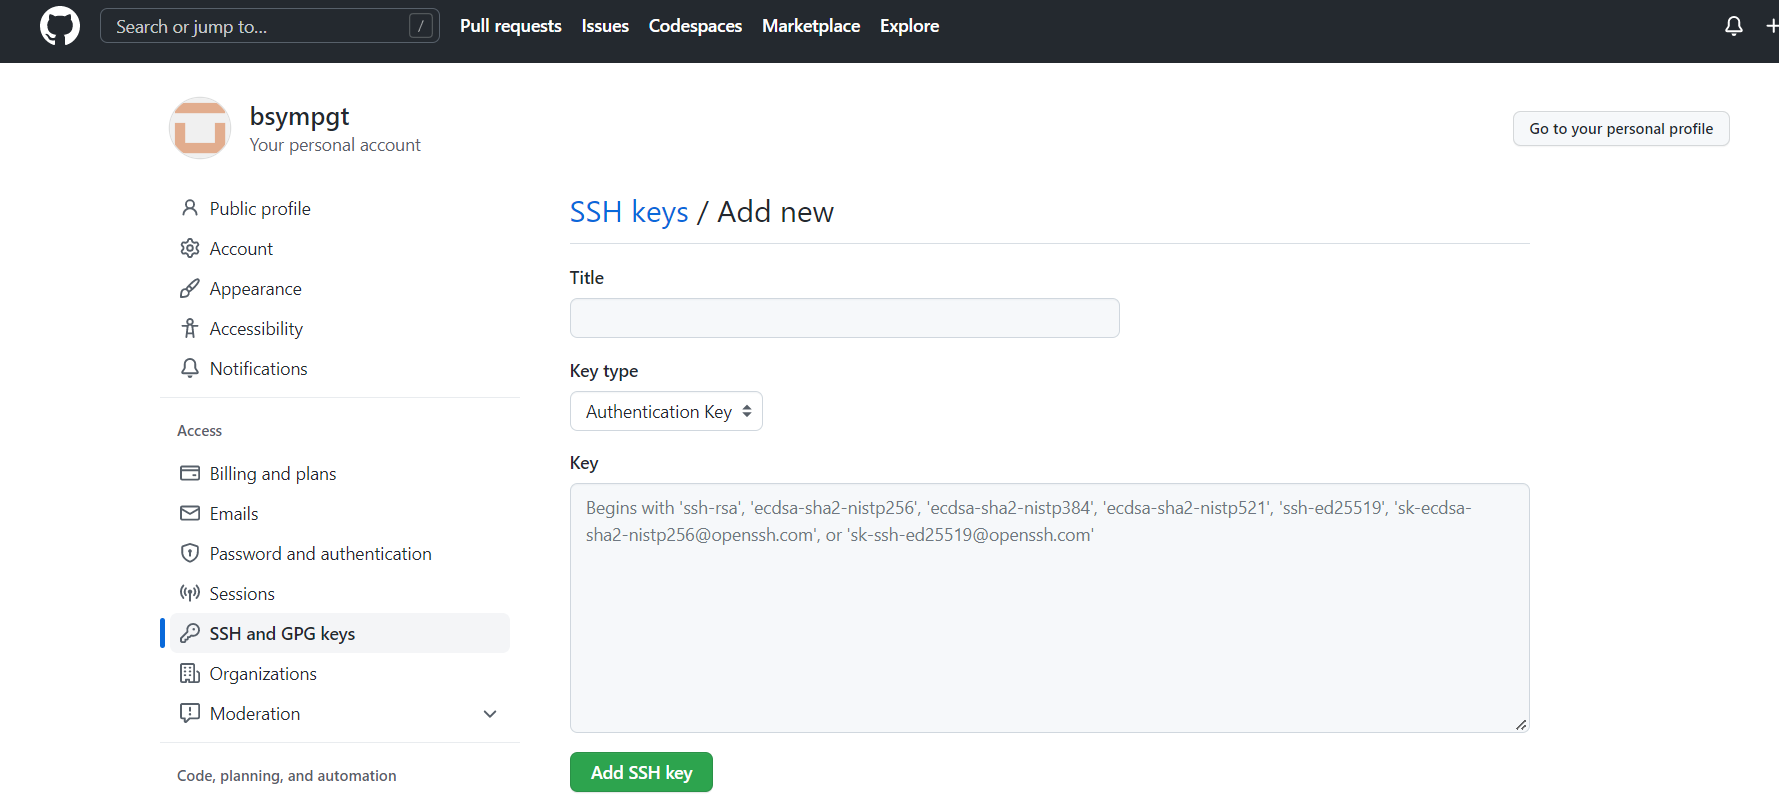 Search or jump to...
/
Pull requests
Issues
Codespaces
Marketplace
Explore
bsympgt
Your personal account
Go to your personal profile
Public profile
Account
Appearance
Accessibility
Notifications
Access
Billing and plans
Emails
Password and authentication
Sessions
SSH and GPG keys
Organizations
Moderation
Code, planning, and automation
SSH keys / Add new
Title
Key type
Authentication Key
Key
Begins with 'ssh-rsa', 'ecdsa-sha2-nistp256', 'ecdsa-sha2-nistp384', 'ecdsa-sha2-nistp521', 'ssh-ed25519', 'sk-ecdsa-
sha2-nistp256@openssh.com', or 'sk-ssh-ed25519@openssh.com'
Add SSH key